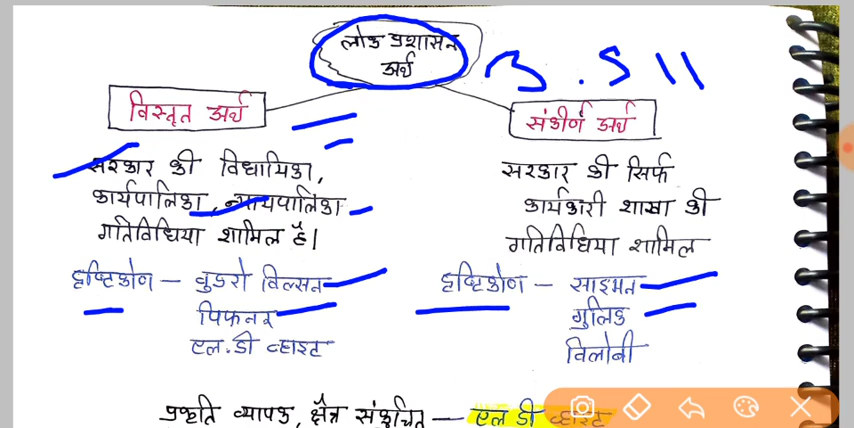 लोक प्रशासन
अर्थ
3.511
विस्तृत अर्थ
सरकार की विधायिका,
कार्यपालिका, न्यायपालिका
गतिविधिया शामिल है।
दृष्टिकोण – वुडरो विल्सन
पिफनर
एल.डी व्हाइट
संकीर्ण अर्थ
सरकार की सिर्फ
कार्यकारी शाखा की
गतिविधिया शामिल
दृष्टिकोण – साइमन
गुलिक
विलोबी
प्रकृति व्यापक, क्षेत्र संकुचित – एल डी व्हाइट